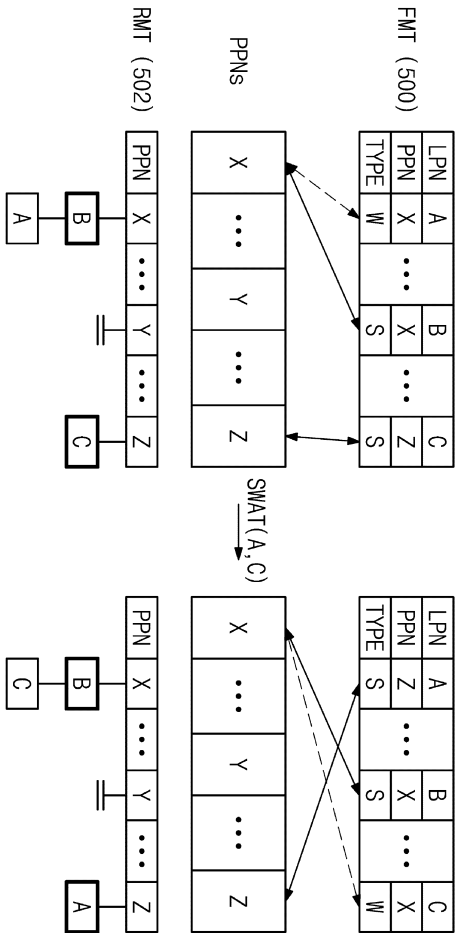 LPN A B C LPN A B C
FMT (500) PPN X ••• X ••• Z PPN Z ••• X ••• X
TYPE W S S TYPE S S W
SWAT(A,C)
PPNs X ••• Y ••• Z X ••• Y ••• Z
RMT (502) PPN X ••• Y ••• Z PPN X ••• Y ••• Z
B C B A
A C